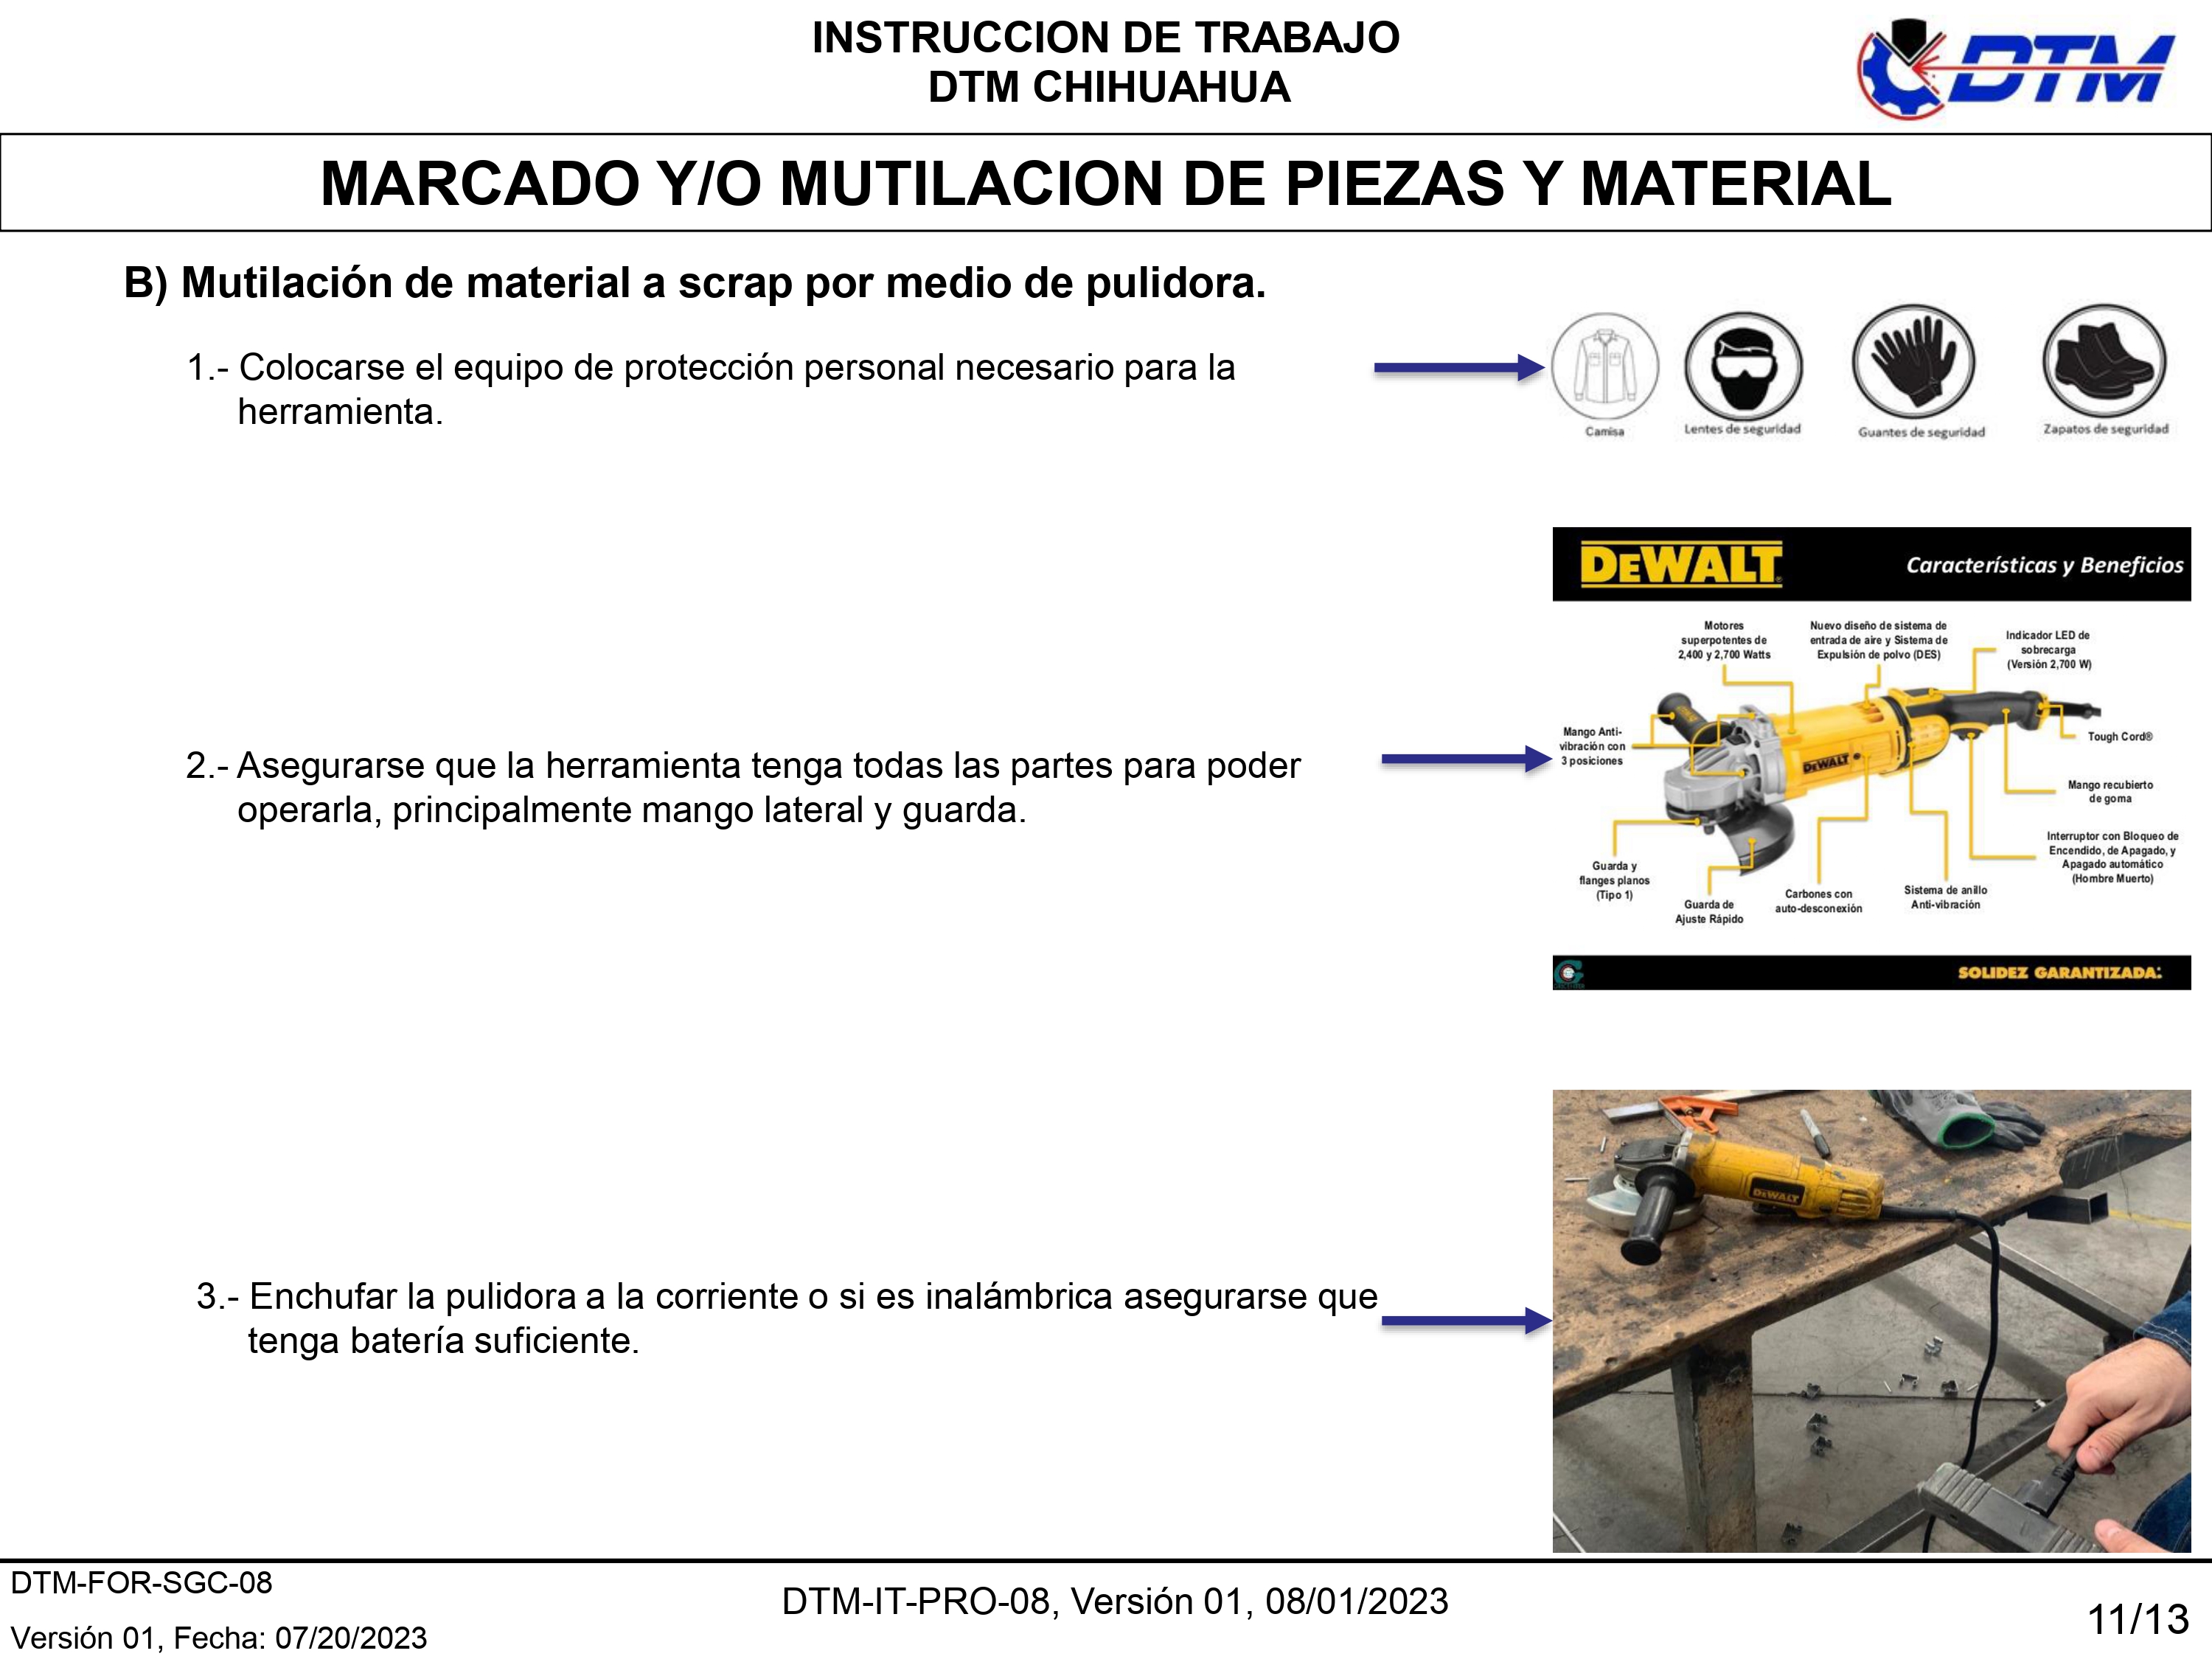 INSTRUCCION DE TRABAJO
DTM CHIHUAHUA
DTM
MARCADO Y/O MUTILACION DE PIEZAS Y MATERIAL
B) Mutilación de material a scrap por medio de pulidora.
1.- Colocarse el equipo de protección personal necesario para la
herramienta.
Camisa
Lentes de seguridad
Guantes de seguridad
Zapatos de seguridad
DEWALT
Características y Beneficios
Motores
superpotentes de
2,400 y 2,700 Watts
Nuevo diseño de sistema de
entrada de aire y Sistema de
Expulsión de polvo (DES)
Indicador LED de
sobrecarga
(Versión 2,700 W)
Mango Anti-
vibración con
3 posiciones
DEWALT
Tough Cord®
Mango recubierto
de goma
Interruptor con Bloqueo de
Encendido, de Apagado, y
Apagado automático
(Hombre Muerto)
Guarda y
flanges planos
(Tipo 1)
Guarda de
Ajuste Rápido
Carbones con
auto-desconexión
Sistema de anillo
Anti-vibración
SOLIDEZ GARANTIZADA.
2.- Asegurarse que la herramienta tenga todas las partes para poder
operarla, principalmente mango lateral y guarda.
3.- Enchufar la pulidora a la corriente o si es inalámbrica asegurarse que
tenga batería suficiente.
DEWALT
DTM-FOR-SGC-08
Versión 01, Fecha: 07/20/2023
DTM-IT-PRO-08, Versión 01, 08/01/2023
11/13